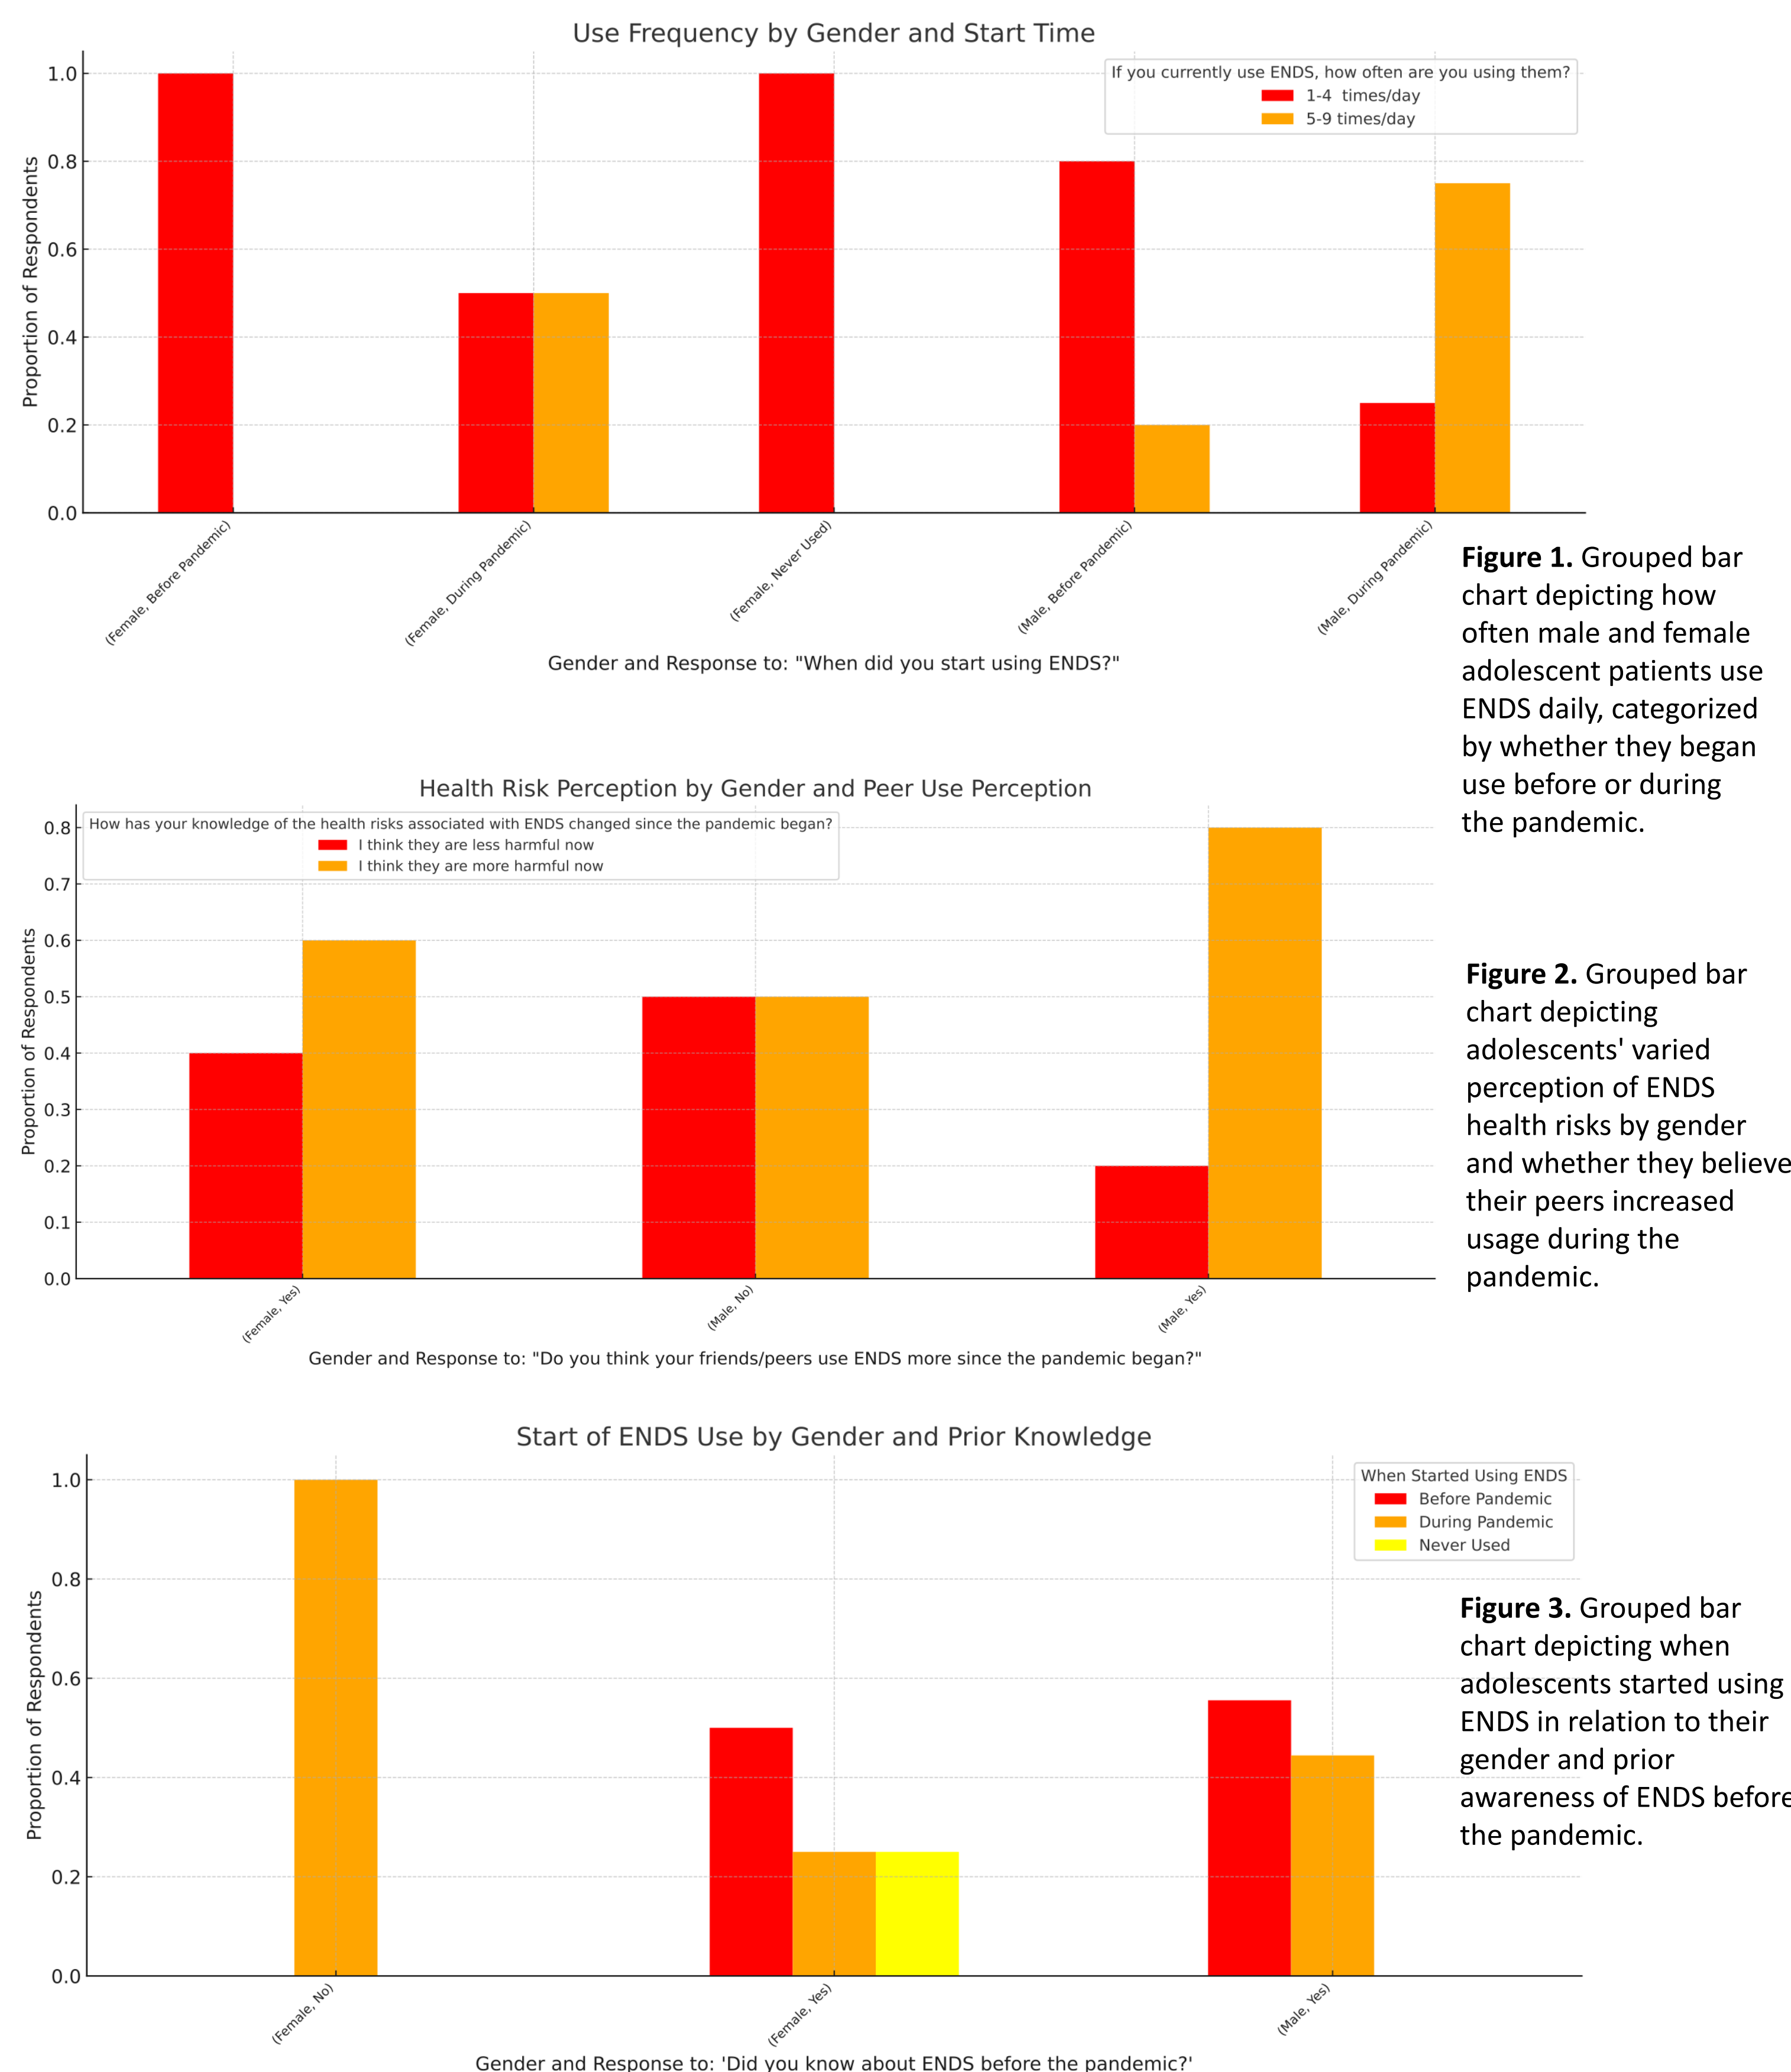 Use Frequency by Gender and Start Time
If you currently use ENDS, how often are you using them?
1-4  times/day
5-9 times/day
Proportion of Respondents
1.0
0.8
0.6
0.4
0.2
0.0
(Female, Before Pandemic)
(Female, During Pandemic)
(Female, Never Used)
(Male, Before Pandemic)
(Male, During Pandemic)
Gender and Response to: "When did you start using ENDS?"
Figure 1. Grouped bar
chart depicting how
often male and female
adolescent patients use
ENDS daily, categorized
by whether they began
use before or during
the pandemic.
Health Risk Perception by Gender and Peer Use Perception
How has your knowledge of the health risks associated with ENDS changed since the pandemic began?
I think they are less harmful now
I think they are more harmful now
Proportion of Respondents
0.8
0.7
0.6
0.5
0.4
0.3
0.2
0.1
0.0
(Female, Yes)
(Male, No)
(Male, Yes)
Gender and Response to: "Do you think your friends/peers use ENDS more since the pandemic began?"
Figure 2. Grouped bar
chart depicting
adolescents' varied
perception of ENDS
health risks by gender
and whether they believe
their peers increased
usage during the
pandemic.
Start of ENDS Use by Gender and Prior Knowledge
When Started Using ENDS
Before Pandemic
During Pandemic
Never Used
Proportion of Respondents
1.0
0.8
0.6
0.4
0.2
0.0
(Female, No)
(Female, Yes)
(Male, Yes)
Gender and Response to: 'Did you know about ENDS before the pandemic?'
Figure 3. Grouped bar
chart depicting when
adolescents started using
ENDS in relation to their
gender and prior
awareness of ENDS before
the pandemic.